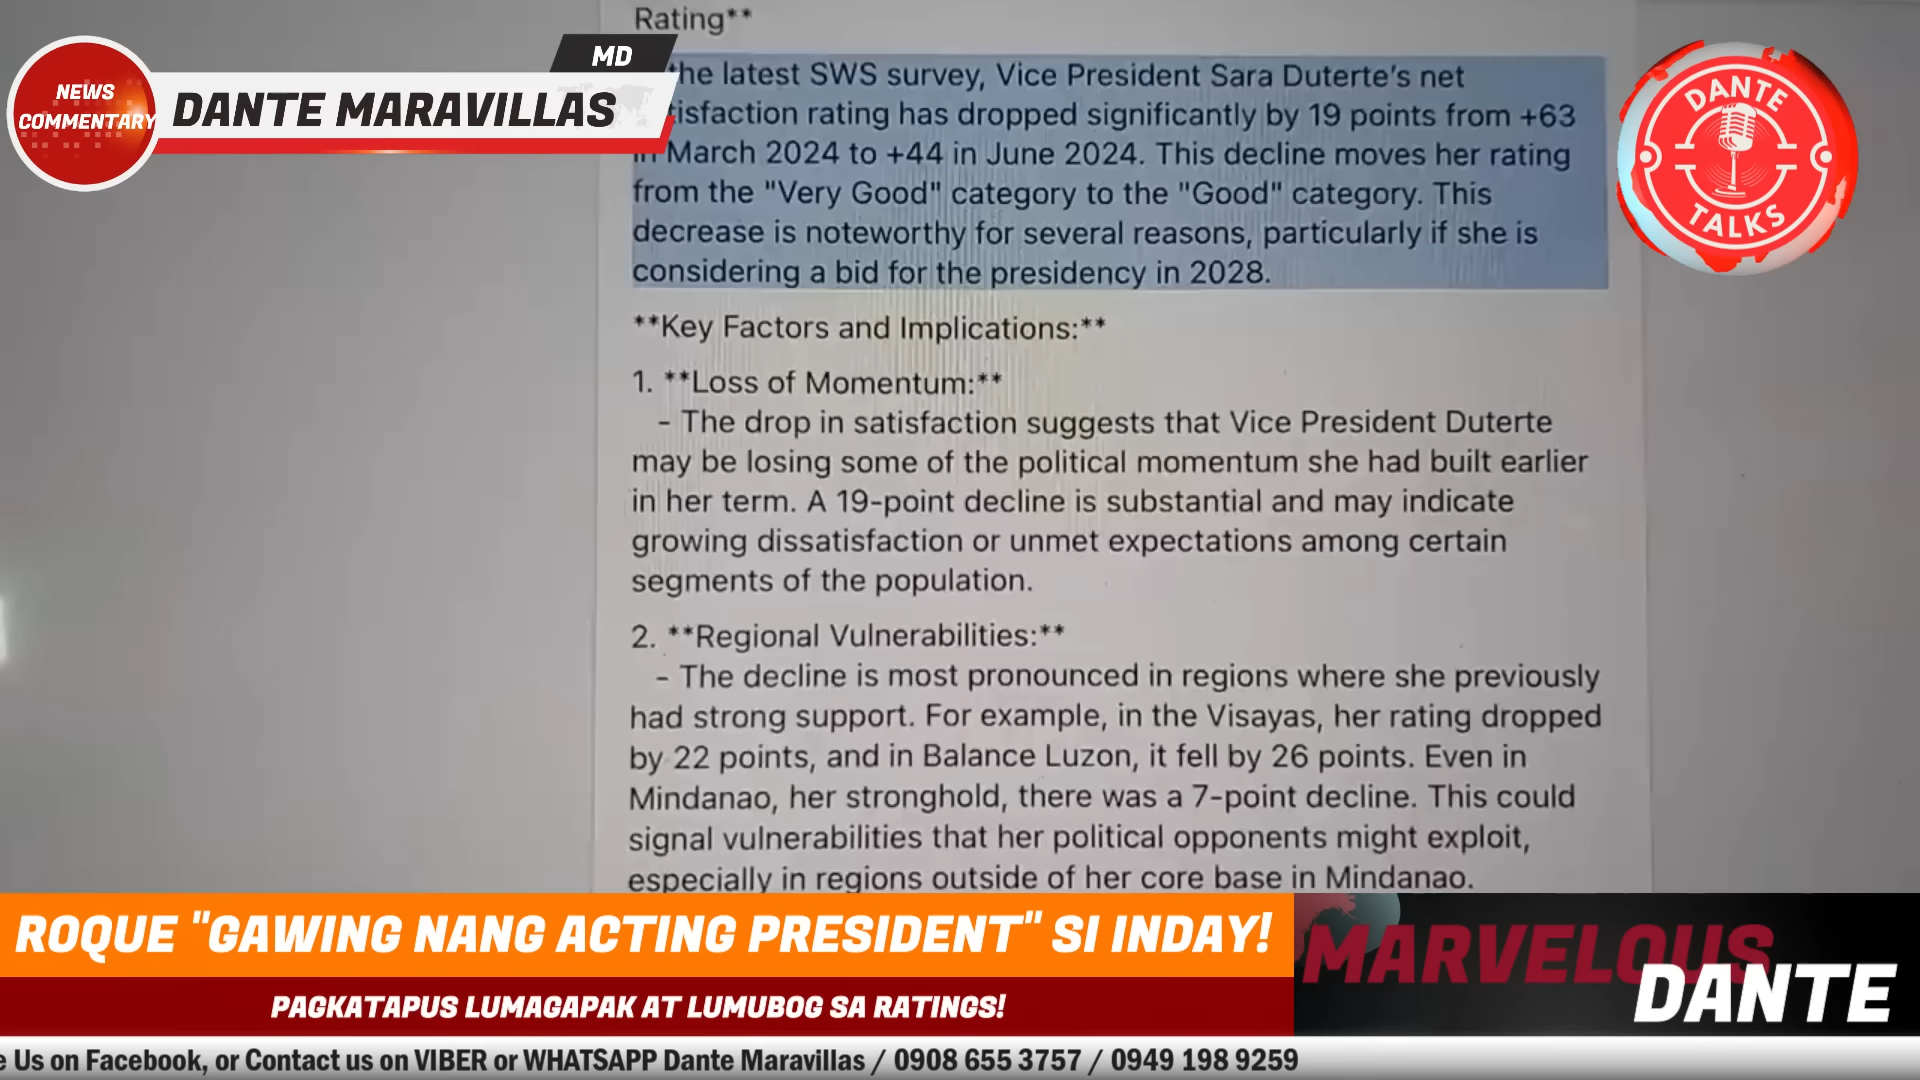 Rating**
the latest SWS survey, Vice President Sara Duterte's net
isfaction rating has dropped significantly by 19 points from +63
in March 2024 to +44 in June 2024. This decline moves her rating
from the "Very Good" category to the "Good" category. This
decrease is noteworthy for several reasons, particularly if she is
considering a bid for the presidency in 2028.
**Key Factors and Implications:**
1. **Loss of Momentum:**
- The drop in satisfaction suggests that Vice President Duterte
may be losing some of the political momentum she had built earlier
in her term. A 19-point decline is substantial and may indicate
growing dissatisfaction or unmet expectations among certain
segments of the population.
2. **Regional Vulnerabilities:**
- The decline is most pronounced in regions where she previously
had strong support. For example, in the Visayas, her rating dropped
by 22 points, and in Balance Luzon, it fell by 26 points. Even in
Mindanao, her stronghold, there was a 7-point decline. This could
signal vulnerabilities that her political opponents might exploit,
especially in regions outside of her core base in Mindanao.
NEWS
COMMENTARY
MD
DANTE MARAVILLAS
DANTE
TALKS
ROQUE "GAWING NANG ACTING PRESIDENT" SI INDAY!
PAGKATAPUS LUMAGAPAK AT LUMUBOG SA RATINGS!
MARVELOUS
DANTE
e Us on Facebook, or Contact us on VIBER or WHATSAPP Dante Maravillas / 0908 655 3757 / 0949 198 9259